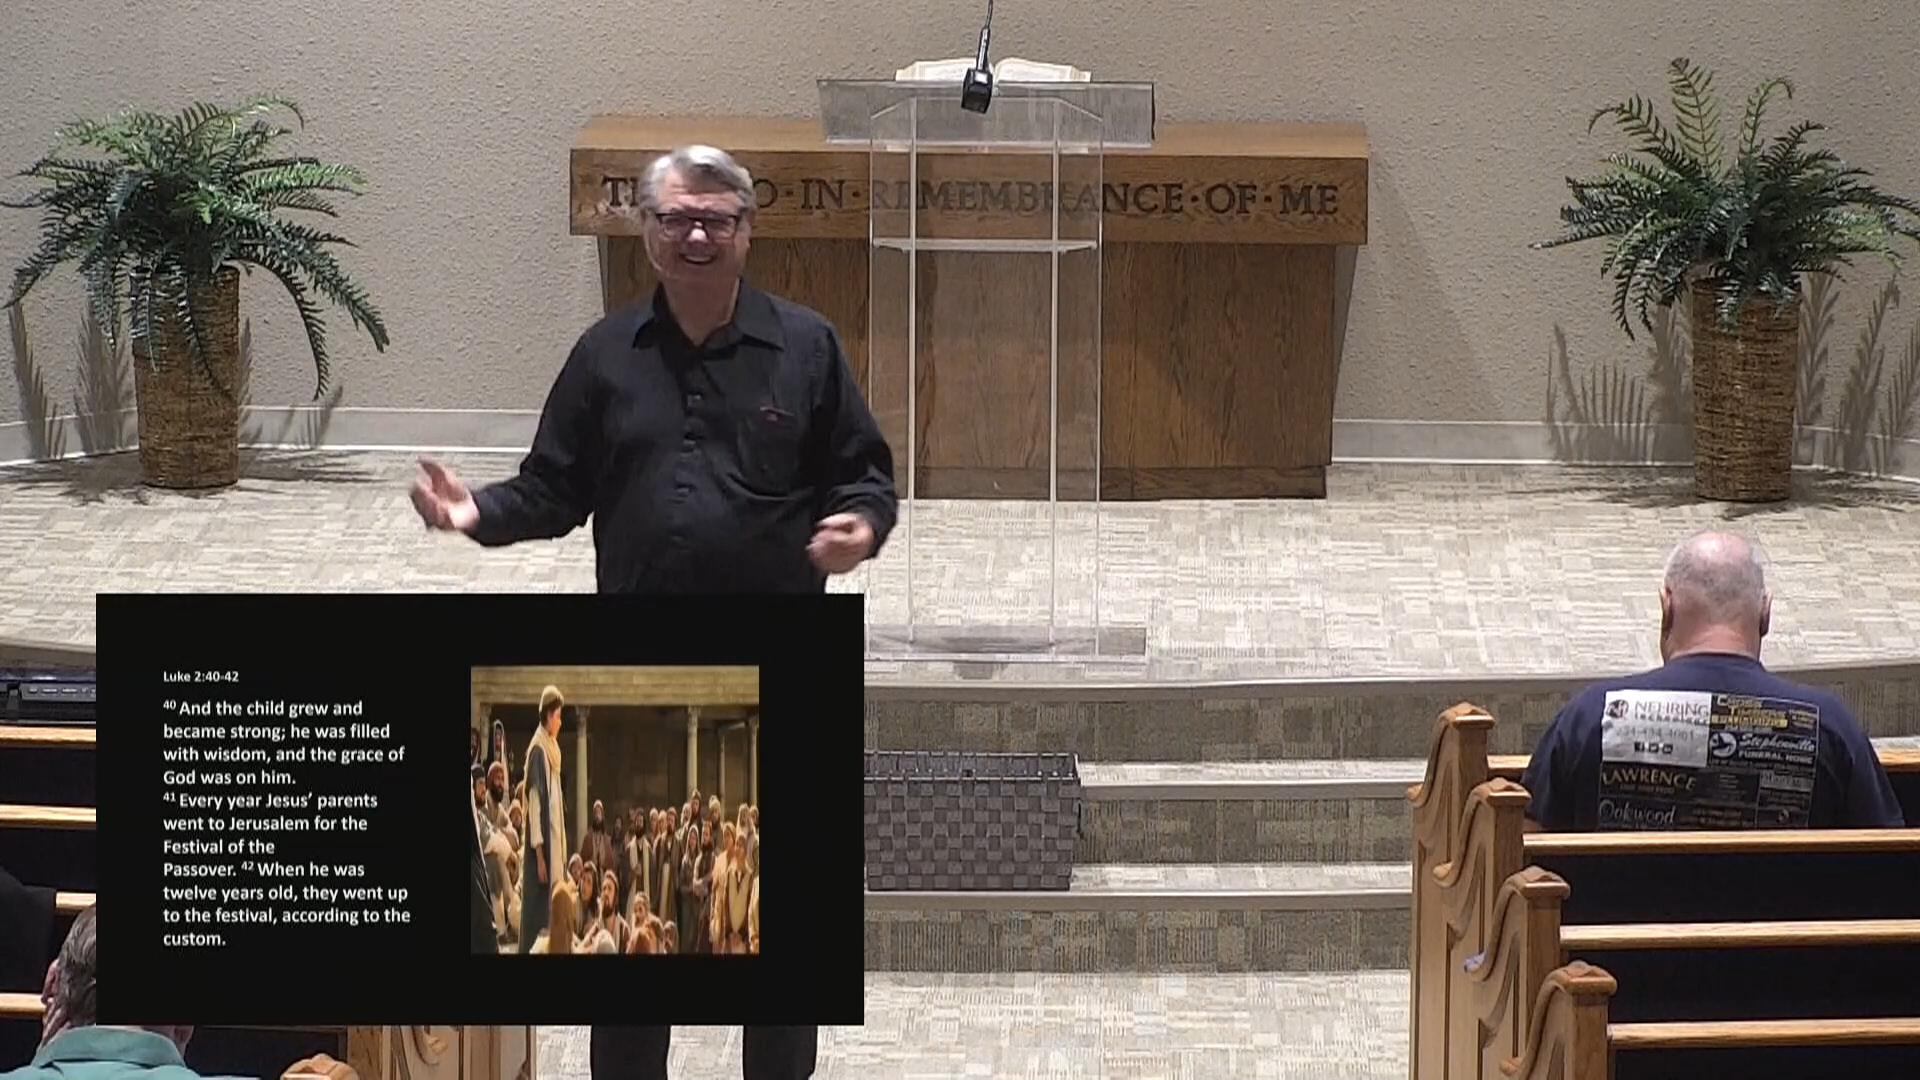 TH O·IN·REMEMBRANCE·OF·ME
Luke 2:40-42
40 And the child grew and
became strong; he was filled
with wisdom, and the grace of
God was on him.
41 Every year Jesus’ parents
went to Jerusalem for the
Festival of the
Passover. 42 When he was
twelve years old, they went up
to the festival, according to the
custom.
NEHRING
Stephenville
FUNERAL HOME
LAWRENCE
Oakwood